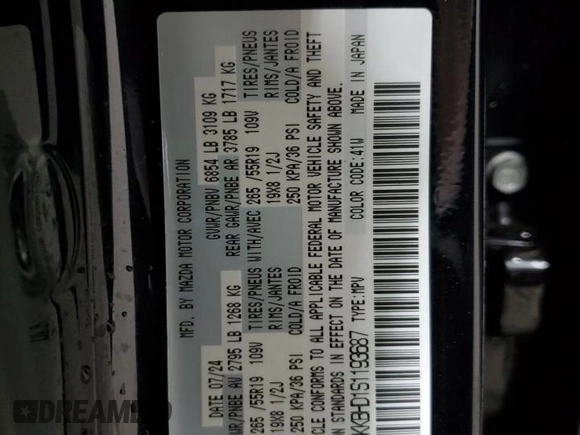 MFD. BY MAZDA MOTOR CORPORATION
DATE 07/24 GVWR/PNBV 6854 LB 3109 KG
GAWR/PNBE AV 2795 LB 1268 KG REAR GAWR/PNBE AR 3785 LB 1717 KG
TIRES/PNEUS WITH/AVEC TIRES/PNEUS
265 /55R19 109V 265 /55R19 109V
RIMS/JANTES RIMS/JANTES
19X8 1/2J 19X8 1/2J
COLD/A FROID COLD/A FROID
250 KPA/36 PSI 250 KPA/36 PSI
CONFORMS TO ALL APPLICABLE FEDERAL MOTOR VEHICLE SAFETY AND THEFT
STANDARDS IN EFFECT ON THE DATE OF MANUFACTURE SHOWN ABOVE.
TYPE:MPV COLOR CODE:41W MADE IN JAPAN
KKBHD1S1193687
DREAMSAVERS
AUTO AUCTIONS